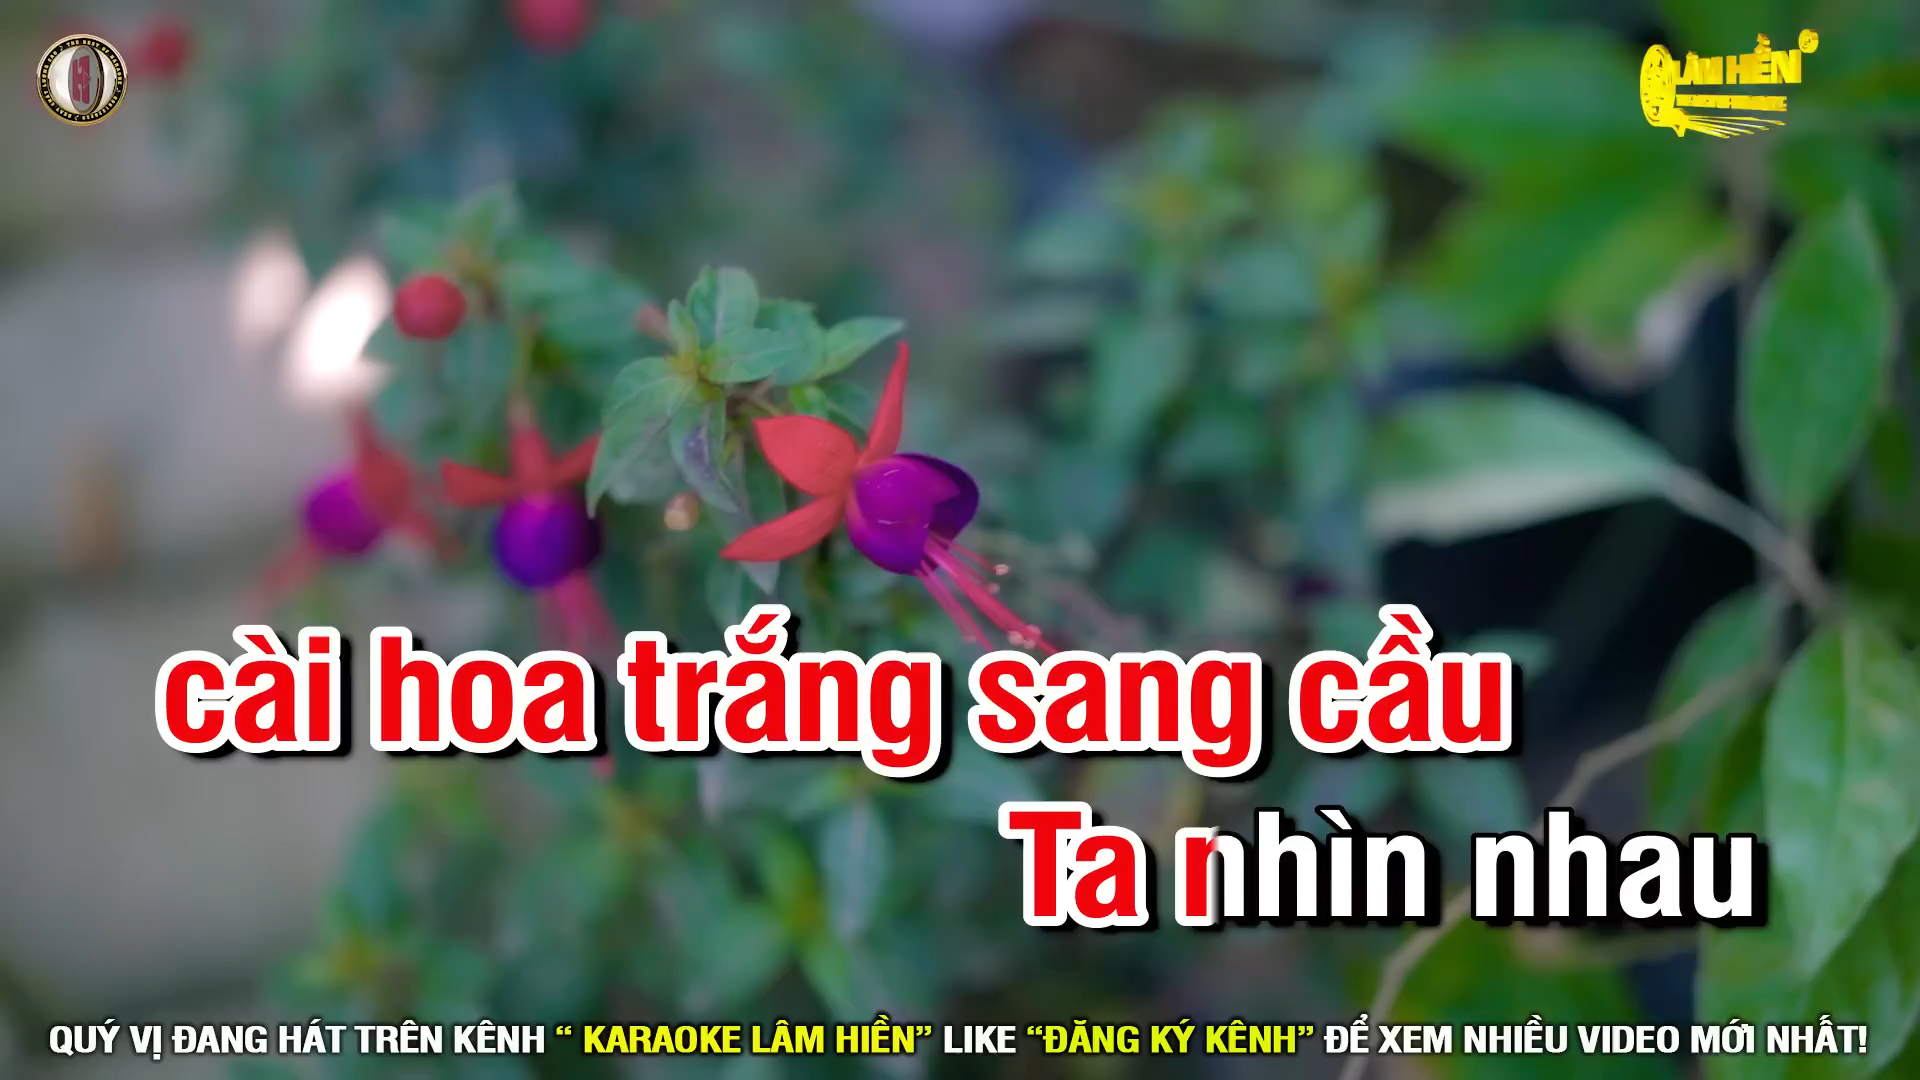 LÂM HIỀN
cài hoa trắng sang cầu
Ta nhìn nhau
QUÝ VỊ ĐANG HÁT TRÊN KÊNH “ KARAOKE LÂM HIỀN” LIKE “ĐĂNG KÝ KÊNH” ĐỂ XEM NHIỀU VIDEO MỚI NHẤT!